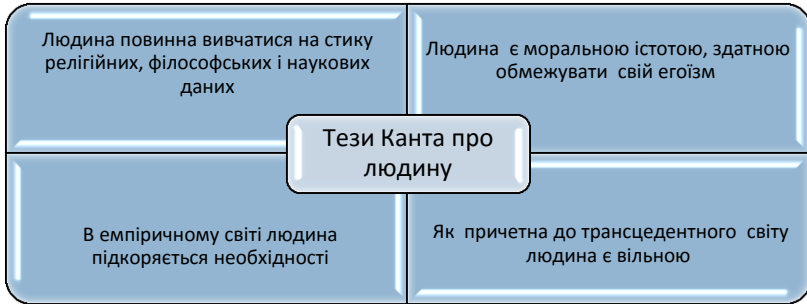 Людина повинна вивчатися на стику
релігійних, філософських і наукових
даних
Людина є моральною істотою, здатною
обмежувати свій егоїзм
Тези Канта про
людину
В емпіричному світі людина
підкоряється необхідності
Як причетна до трансцедентного світу
людина є вільною